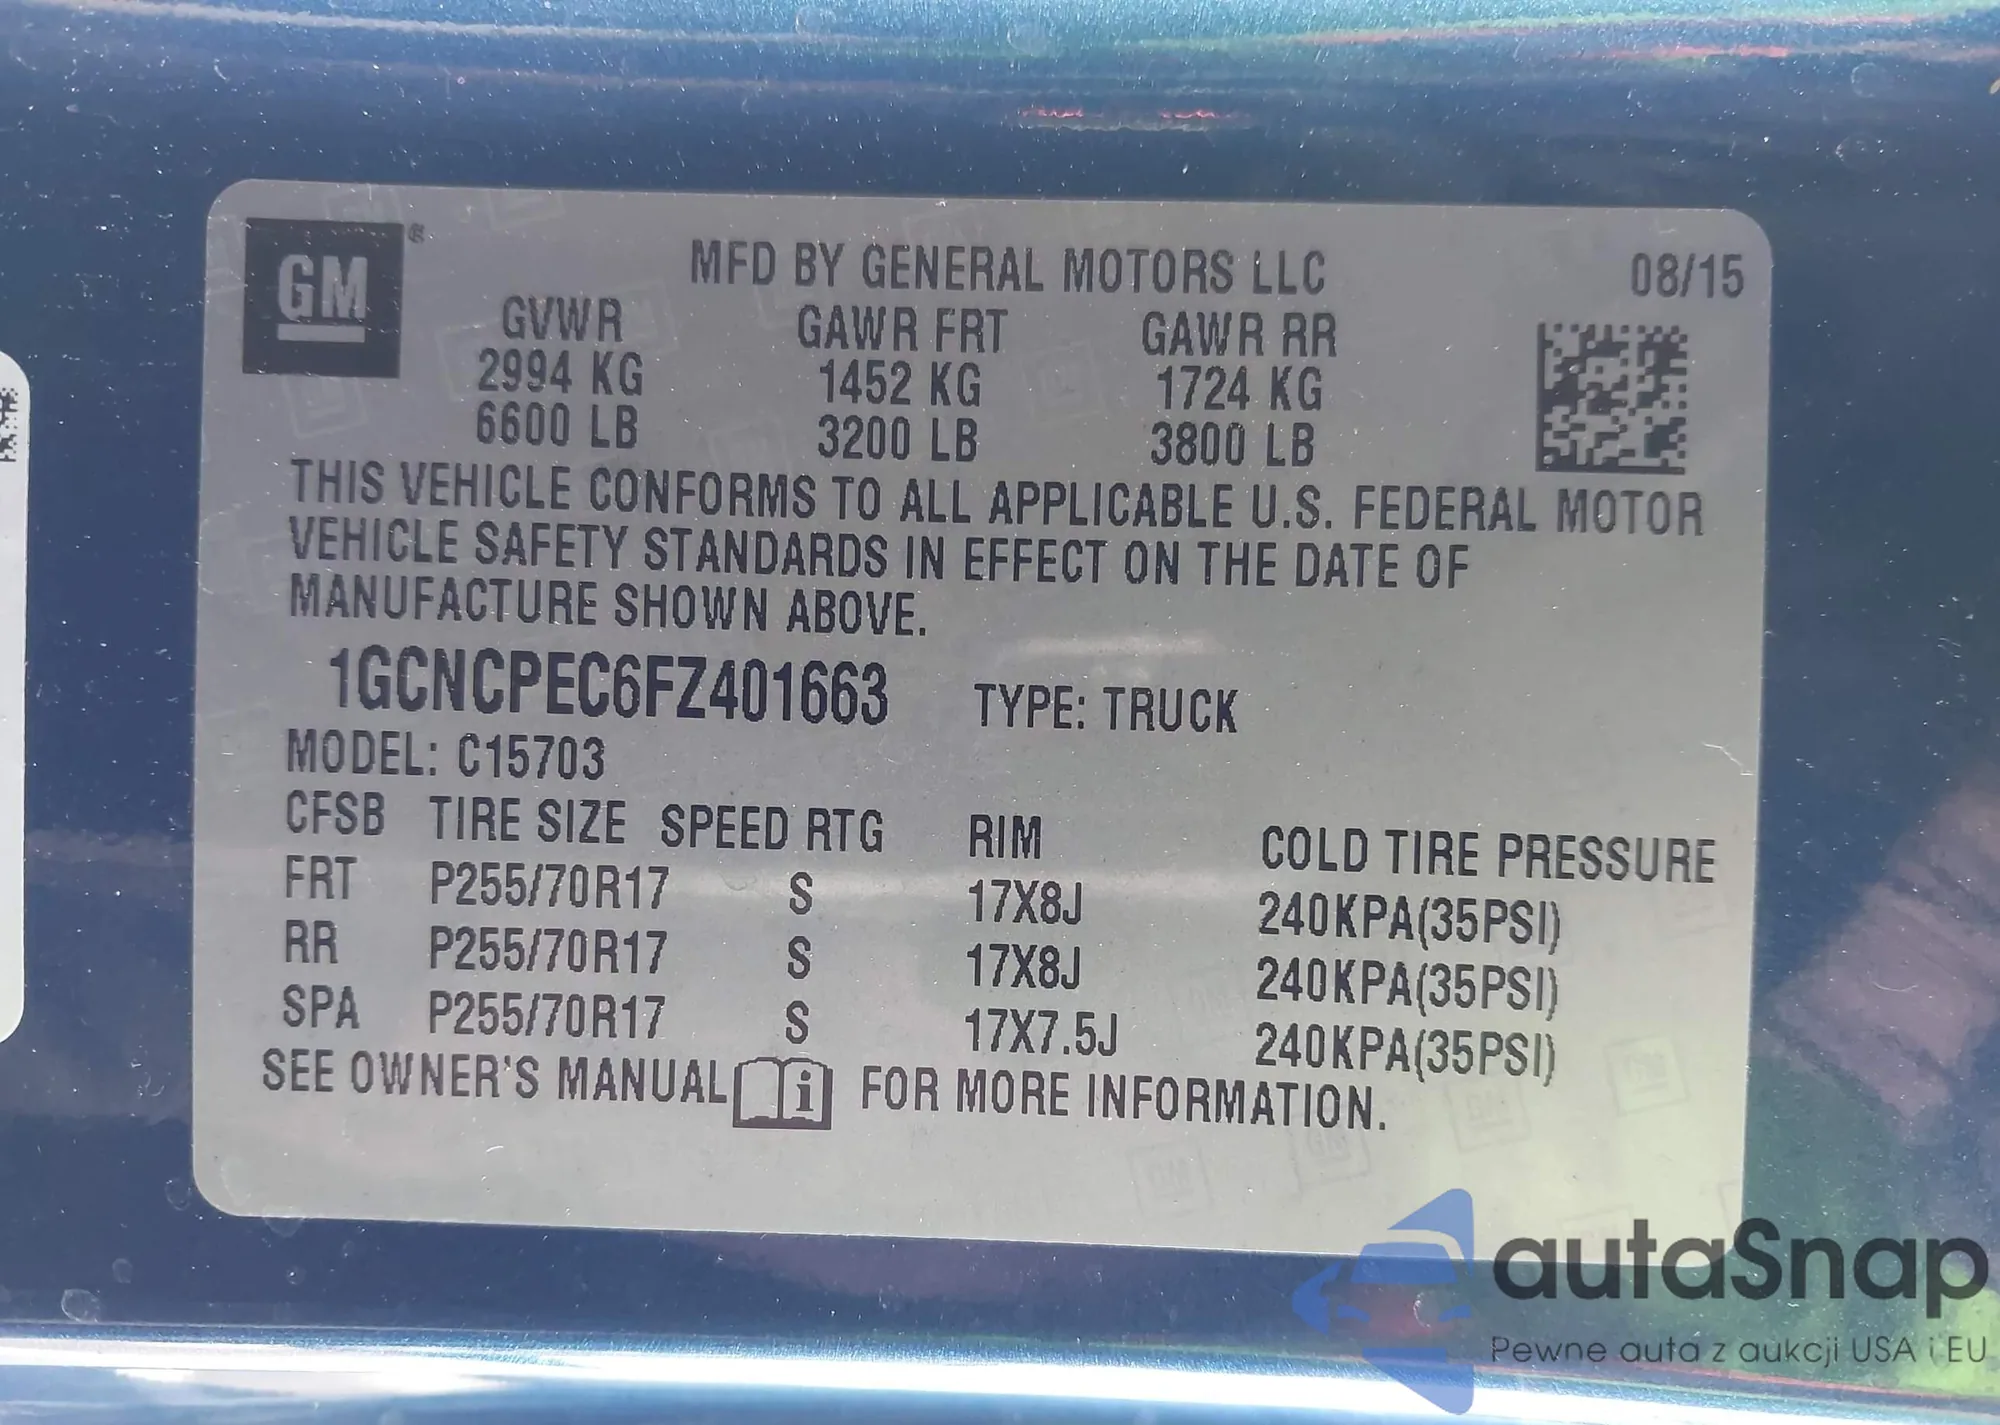 GM
MFD BY GENERAL MOTORS LLC 08/15
GVWR GAWR FRT GAWR RR
2994 KG 1452 KG 1724 KG
6600 LB 3200 LB 3800 LB
THIS VEHICLE CONFORMS TO ALL APPLICABLE U.S. FEDERAL MOTOR
VEHICLE SAFETY STANDARDS IN EFFECT ON THE DATE OF
MANUFACTURE SHOWN ABOVE.
1GCNCPEC6FZ401663 TYPE: TRUCK
MODEL: C15703
CFSB TIRE SIZE SPEED RTG RIM COLD TIRE PRESSURE
FRT P255/70R17 S 17X8J 240KPA(35PSI)
RR P255/70R17 S 17X8J 240KPA(35PSI)
SPA P255/70R17 S 17X7.5J 240KPA(35PSI)
SEE OWNER'S MANUAL i FOR MORE INFORMATION.
autaSnap
Pewne auta z aukcji USA i EU